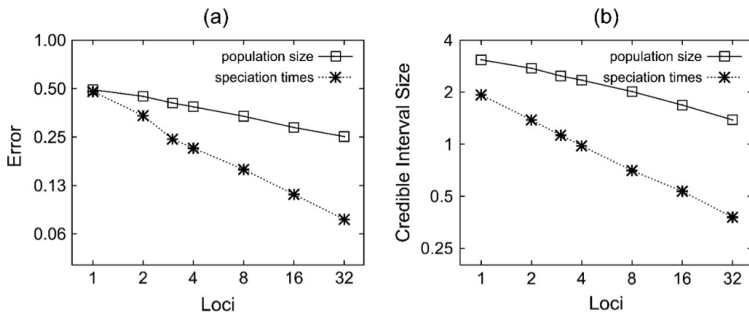 (a)
1.00
0.50
0.25
0.13
0.06
Error
population size
speciation times
1 2 3 4 8 16 32
Loci
(b)
4
2
1
0.5
0.25
Credible Interval Size
population size
speciation times
1 2 4 8 16 32
Loci